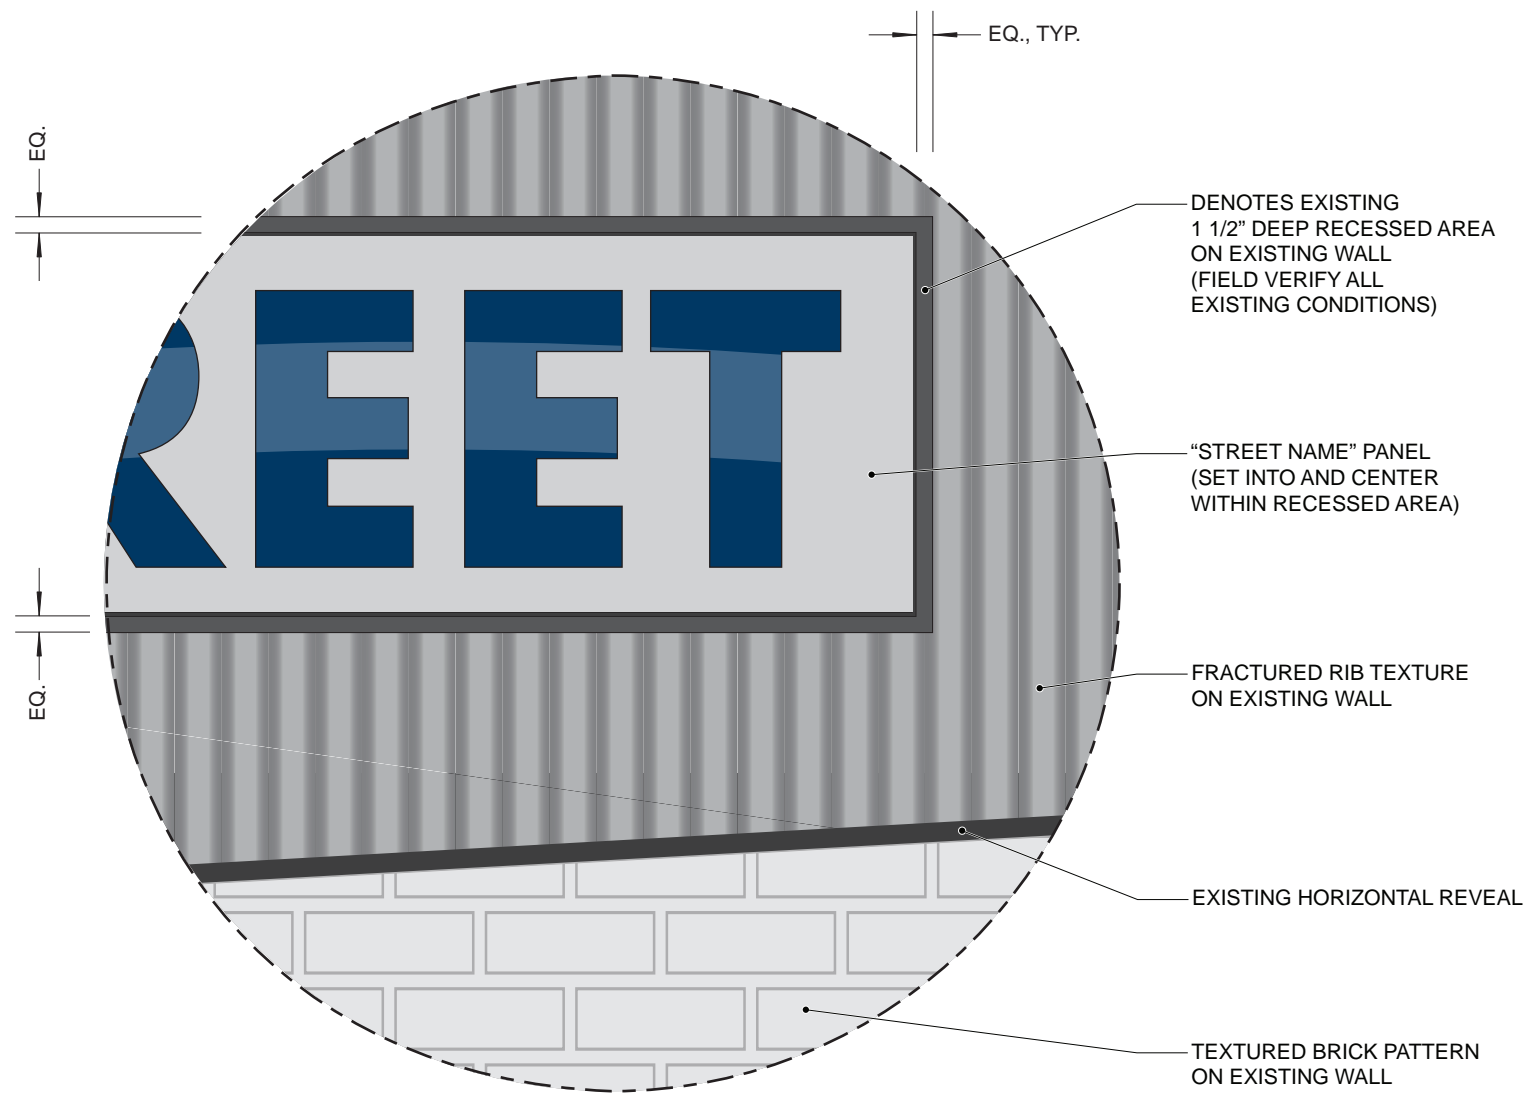 EQ., TYP.
EQ.
DENOTES EXISTING
1 1/2” DEEP RECESSED AREA
ON EXISTING WALL
(FIELD VERIFY ALL
EXISTING CONDITIONS)
REET
“STREET NAME” PANEL
(SET INTO AND CENTER
WITHIN RECESSED AREA)
EQ.
FRACTURED RIB TEXTURE
ON EXISTING WALL
EXISTING HORIZONTAL REVEAL
TEXTURED BRICK PATTERN
ON EXISTING WALL